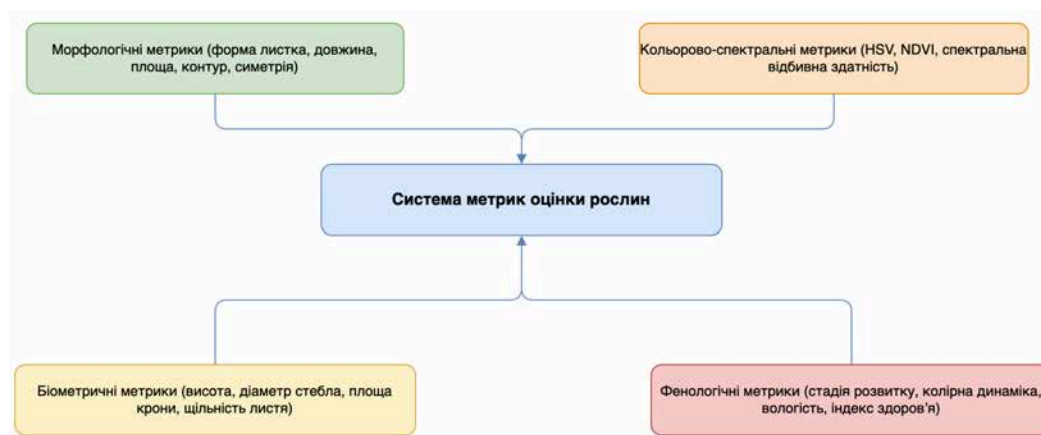 Морфологічні метрики (форма листка, довжина,
площа, контур, симетрія)
Кольорово-спектральні метрики (HSV, NDVI, спектральна
відбивна здатність)
Система метрик оцінки рослин
Біометричні метрики (висота, діаметр стебла, площа
крони, щільність листя)
Фенологічні метрики (стадія розвитку, колірна динаміка,
вологість, індекс здоров'я)